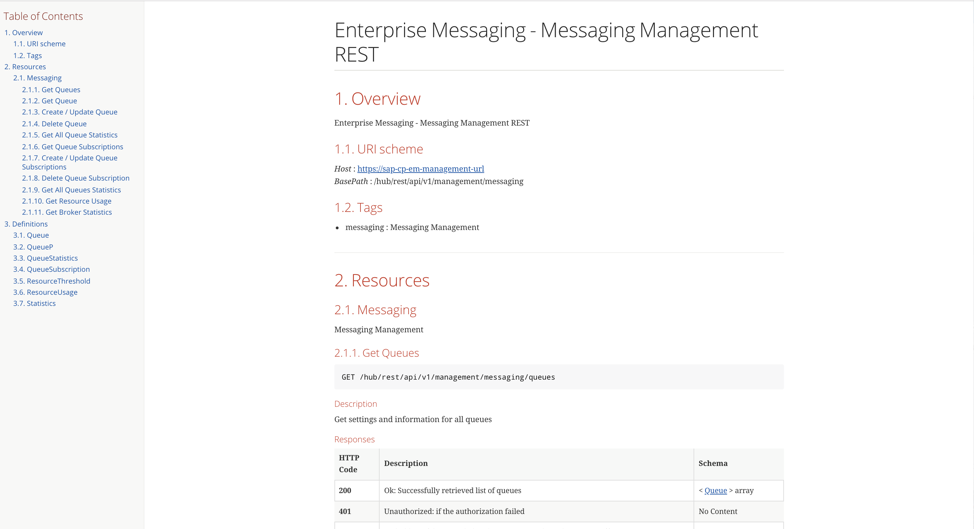 Table of Contents
1. Overview
1.1. URI scheme
1.2. Tags
2. Resources
2.1. Messaging
2.1.1. Get Queues
2.1.2. Get Queue
2.1.3. Create / Update Queue
2.1.4. Delete Queue
2.1.5. Get All Queue Statistics
2.1.6. Get Queue Subscriptions
2.1.7. Create / Update Queue
Subscriptions
2.1.8. Delete Queue Subscription
2.1.9. Get All Queues Statistics
2.1.10. Get Resource Usage
2.1.11. Get Broker Statistics
3. Definitions
3.1. Queue
3.2. QueueP
3.3. QueueStatistics
3.4. QueueSubscription
3.5. ResourceThreshold
3.6. ResourceUsage
3.7. Statistics
Enterprise Messaging - Messaging Management
REST
1. Overview
Enterprise Messaging - Messaging Management REST
1.1. URI scheme
Host : https://sap-cp-em-management-url
BasePath : /hub/rest/api/v1/management/messaging
1.2. Tags
• messaging : Messaging Management
2. Resources
2.1. Messaging
Messaging Management
2.1.1. Get Queues
GET /hub/rest/api/v1/management/messaging/queues
Description
Get settings and information for all queues
Responses
HTTP
Code
Description
Schema
200
Ok: Successfully retrieved list of queues
< Queue > array
401
Unauthorized: if the authorization failed
No Content